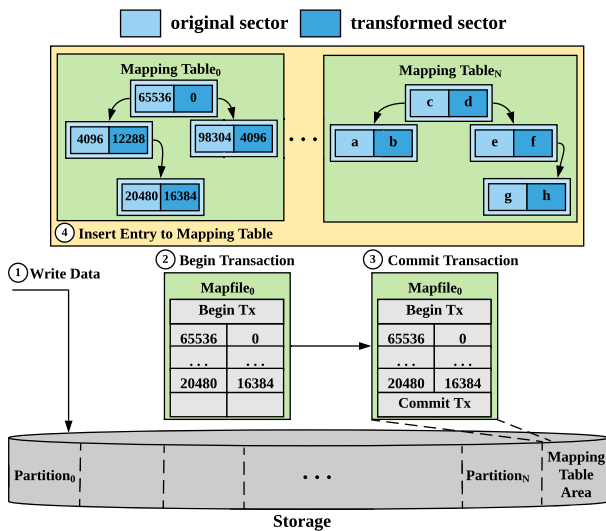 original sector transformed sector
Mapping Table0
65536 0
4096 12288
98304 4096
20480 16384
...
Mapping TableN
c d
a b
e f
g h
4 Insert Entry to Mapping Table
1 Write Data
2 Begin Transaction
Mapfile0
Begin Tx
65536 0
... ...
20480 16384
3 Commit Transaction
Mapfile0
Begin Tx
65536 0
... ...
20480 16384
Commit Tx
Partition0
...
PartitionN
Mapping
Table
Area
Storage